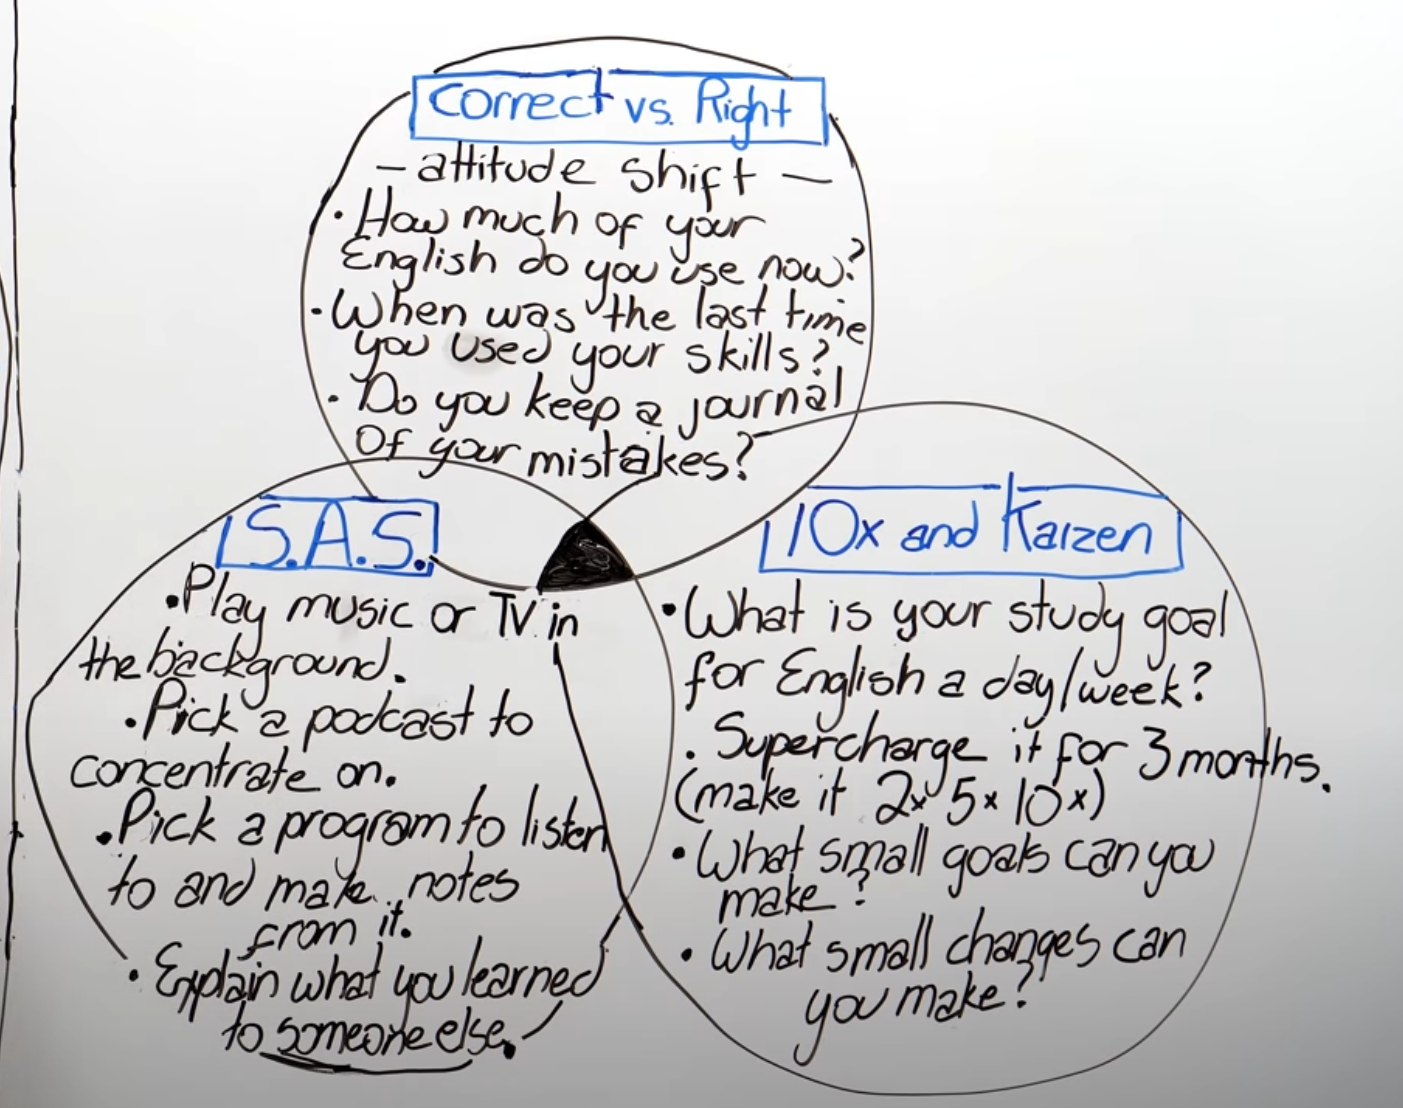 Correct vs. Right
- attitude shift -
• How much of your
English do you use now?
• When was the last time
you used your skills?
• Do you keep a journal
Of your mistakes?
S.A.S.
• Play music or TV in
the background.
• Pick a podcast to
concentrate on.
• Pick a program to listen
to and make notes
from it.
• Explain what you learned
to someone else.
10x and Kaizen
• What is your study goal
for English a day/week?
• Supercharge it for 3 months.
(make it 2x 5x 10x)
• What small goals can you
make?
• What small changes can
you make?